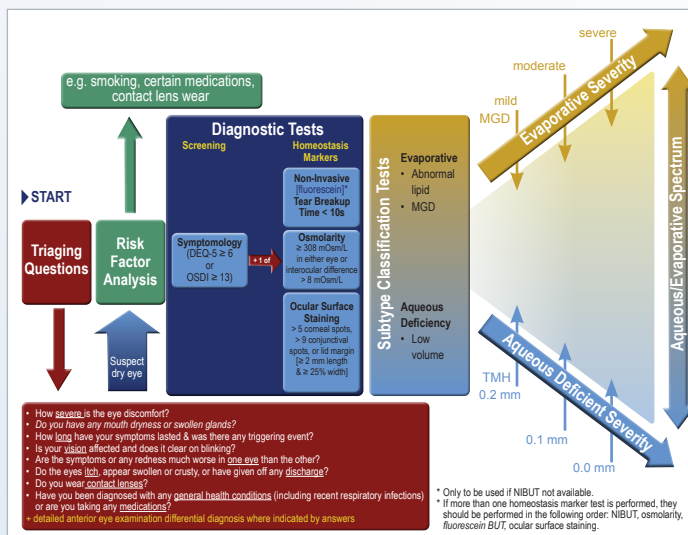 e.g. smoking, certain medications,
contact lens wear
START
Triaging
Questions
Risk
Factor
Analysis
Suspect
dry eye
Diagnostic Tests
Screening
Homeostasis
Markers
Symptomology
(DEQ-5 ≥ 6
or
OSDI ≥ 13)
+ 1 of
Non-Invasive
[fluorescein]*
Tear Breakup
Time < 10s
Osmolarity
≥ 308 mOsm/L
in either eye or
interocular difference
> 8 mOsm/L
Ocular Surface
Staining
> 5 corneal spots,
> 9 conjunctival
spots, or lid margin
[≥ 2 mm length
& ≥ 25% width]
Subtype Classification Tests
Evaporative
• Abnormal
lipid
• MGD
Aqueous
Deficiency
• Low
volume
mild
MGD
moderate
severe
Evaporative Severity
Aqueous/Evaporative Spectrum
Aqueous Deficient Severity
TMH
0.2 mm
0.1 mm
0.0 mm
• How severe is the eye discomfort?
• Do you have any mouth dryness or swollen glands?
• How long have your symptoms lasted & was there any triggering event?
• Is your vision affected and does it clear on blinking?
• Are the symptoms or any redness much worse in one eye than the other?
• Do the eyes itch, appear swollen or crusty, or have given off any discharge?
• Do you wear contact lenses?
• Have you been diagnosed with any general health conditions (including recent respiratory infections)
or are you taking any medications?
+ detailed anterior eye examination differential diagnosis where indicated by answers
* Only to be used if NIBUT not available.
* If more than one homeostasis marker test is performed, they
should be performed in the following order: NIBUT, osmolarity,
fluorescein BUT, ocular surface staining.